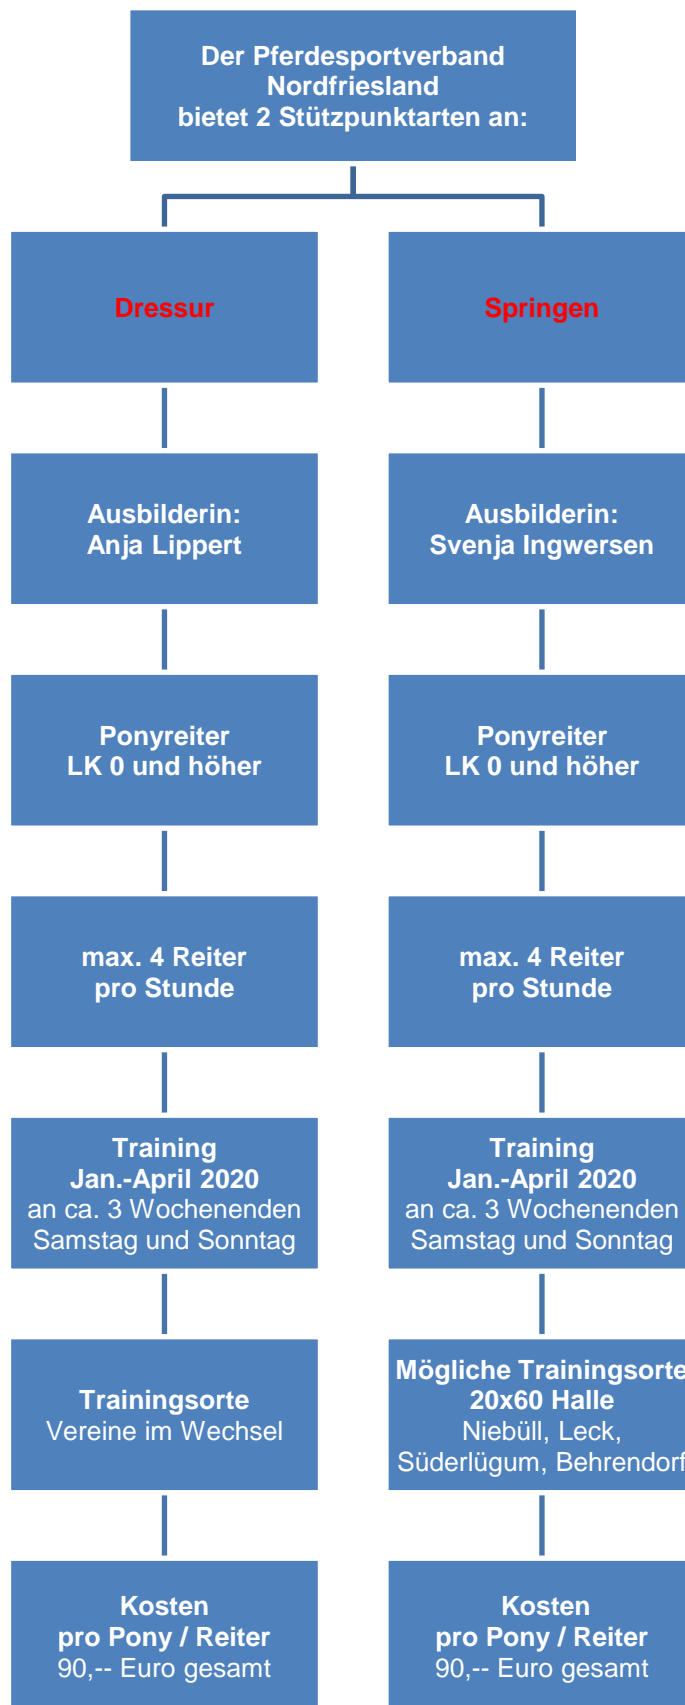 Der Pferdesportverband
Nordfriesland
bietet 2 Stützpunktarten an:
Dressur
Ausbilderin:
Anja Lippert
Ponyreiter
LK 0 und höher
max. 4 Reiter
pro Stunde
Training
Jan.-April 2020
an ca. 3 Wochenenden
Samstag und Sonntag
Trainingsorte
Vereine im Wechsel
Kosten
pro Pony / Reiter
90,-- Euro gesamt
Springen
Ausbilderin:
Svenja Ingwersen
Ponyreiter
LK 0 und höher
max. 4 Reiter
pro Stunde
Training
Jan.-April 2020
an ca. 3 Wochenenden
Samstag und Sonntag
Mögliche Trainingsorte
20x60 Halle
Niebüll, Leck,
Süderlügum, Behrendorf
Kosten
pro Pony / Reiter
90,-- Euro gesamt